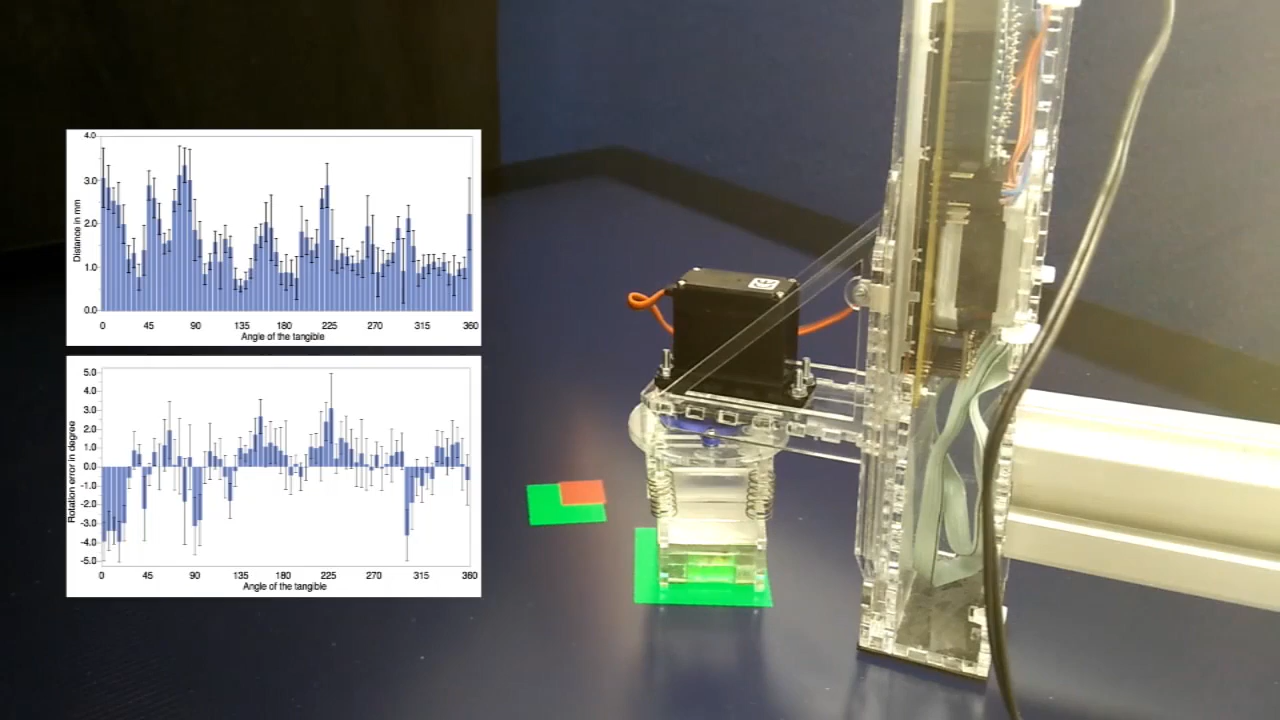 4.0
3.0
2.0
1.0
0.0
Distance in mm
0 45 90 135 180 225 270 315 360
Angle of the tangible
5.0
4.0
3.0
2.0
1.0
0.0
-1.0
-2.0
-3.0
-4.0
-5.0
Rotation error in degree
0 45 90 135 180 225 270 315 360
Angle of the tangible